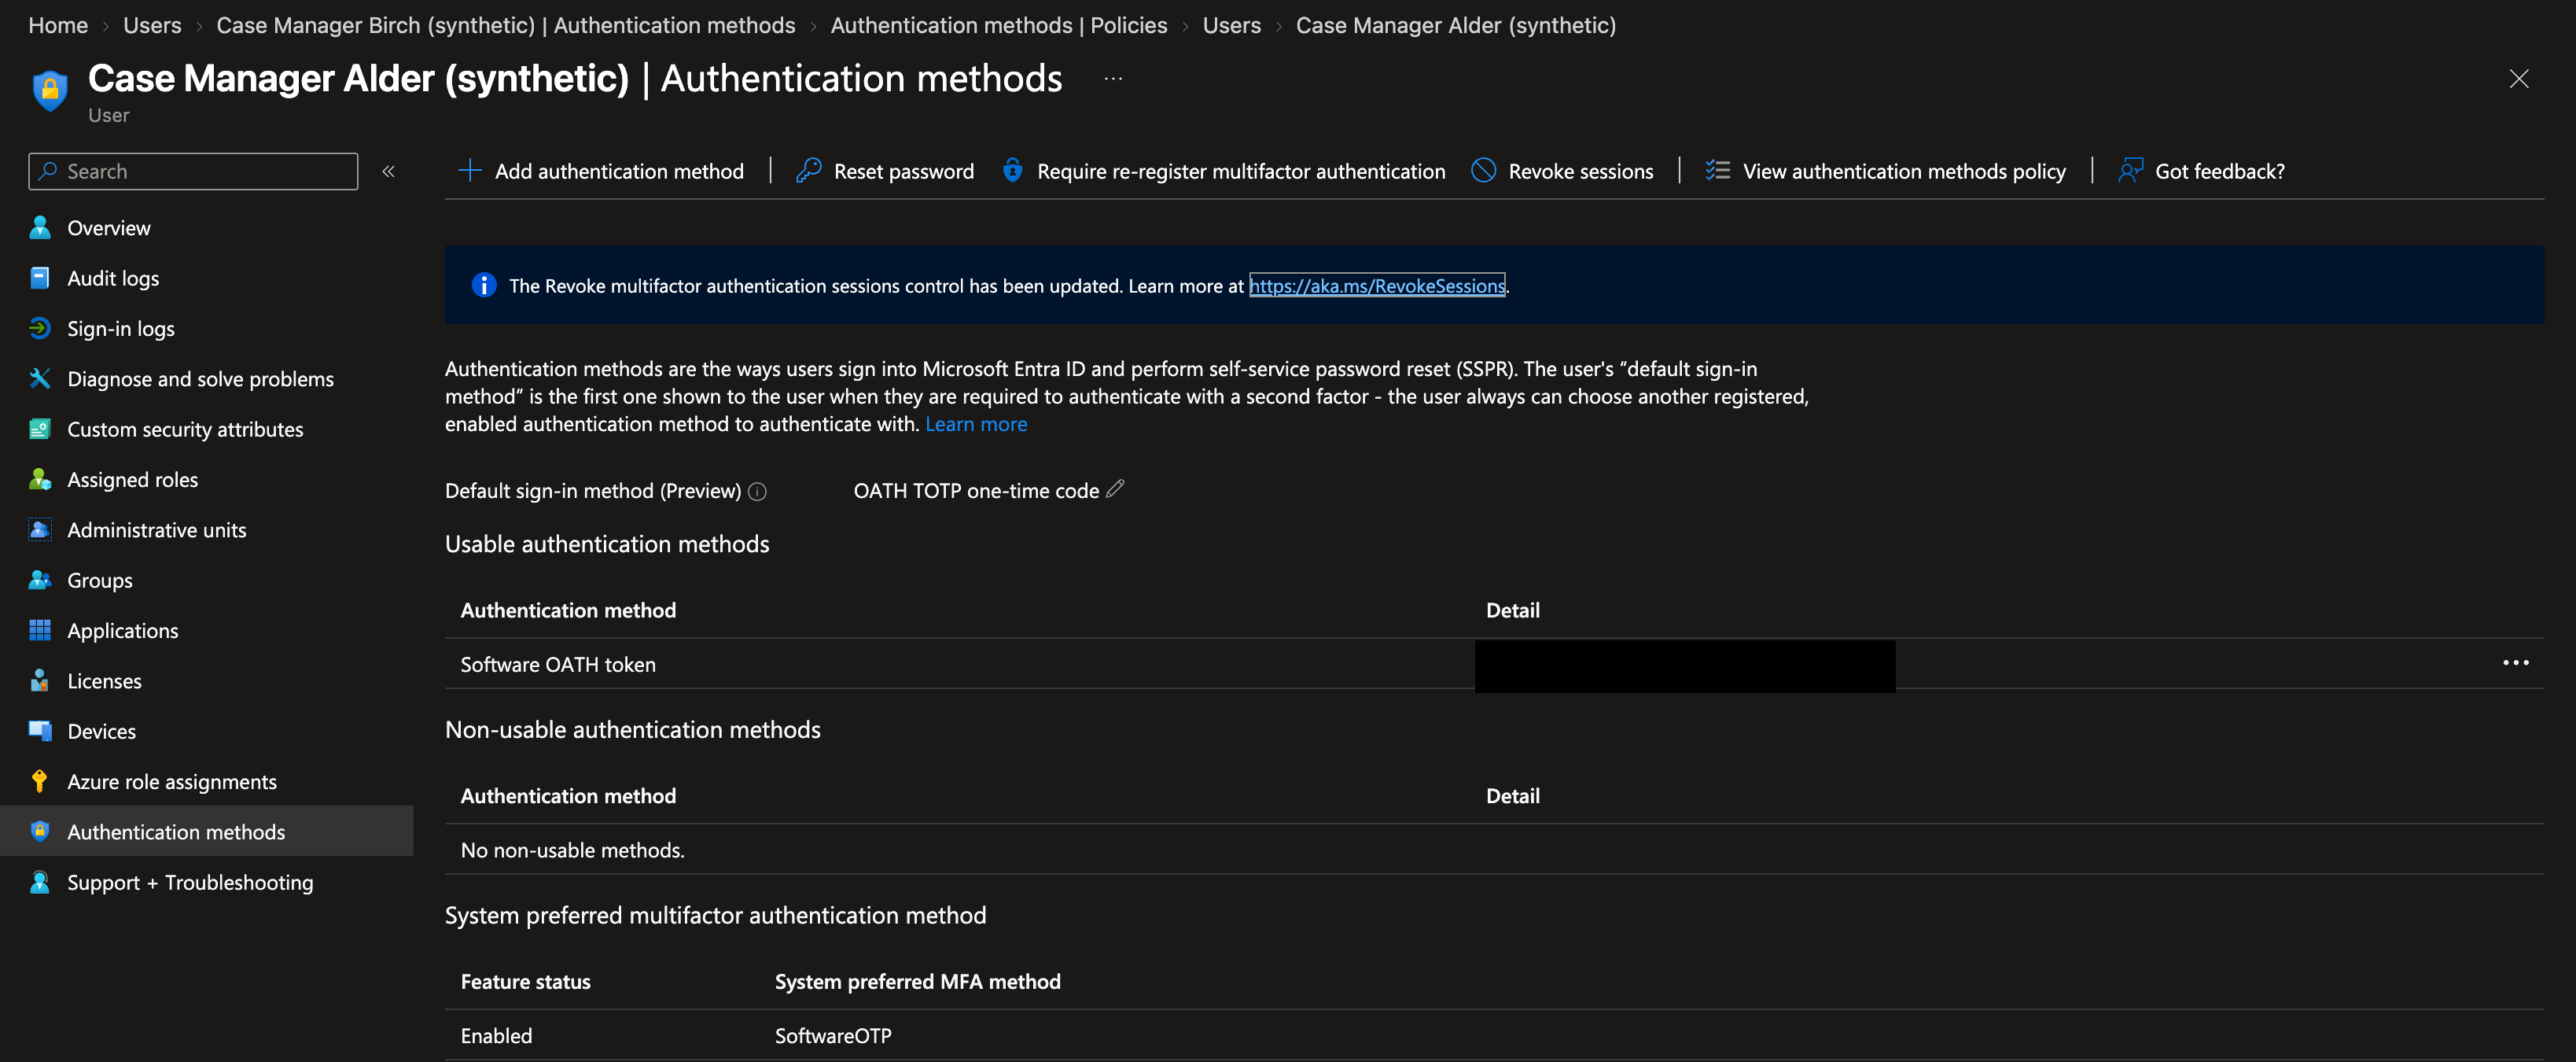 Home > Users > Case Manager Birch (synthetic) | Authentication methods > Authentication methods | Policies > Users > Case Manager Alder (synthetic)
Case Manager Alder (synthetic) | Authentication methods ...
User
Search
Overview
Audit logs
Sign-in logs
Diagnose and solve problems
Custom security attributes
Assigned roles
Administrative units
Groups
Applications
Licenses
Devices
Azure role assignments
Authentication methods
Support + Troubleshooting
Add authentication method | Reset password Require re-register multifactor authentication Revoke sessions | View authentication methods policy | Got feedback?
The Revoke multifactor authentication sessions control has been updated. Learn more at https://aka.ms/RevokeSessions.
Authentication methods are the ways users sign into Microsoft Entra ID and perform self-service password reset (SSPR). The user's "default sign-in
method" is the first one shown to the user when they are required to authenticate with a second factor - the user always can choose another registered,
enabled authentication method to authenticate with. Learn more
Default sign-in method (Preview) OATH TOTP one-time code
Usable authentication methods
Authentication method Detail
Software OATH token
Non-usable authentication methods
Authentication method Detail
No non-usable methods.
System preferred multifactor authentication method
Feature status System preferred MFA method
Enabled SoftwareOTP